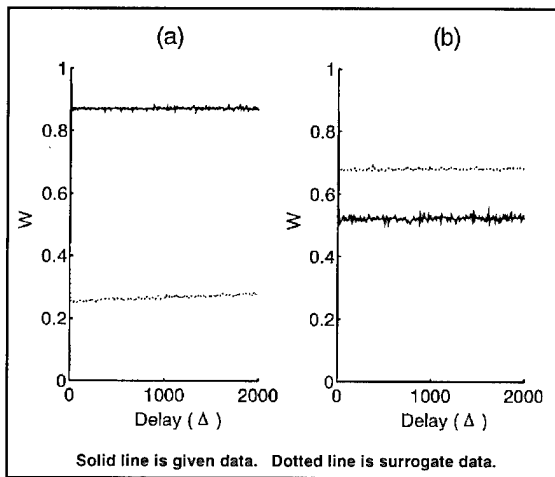 (a)
(b)
1
0.8
0.6
0.4
0.2
0
W
0
1000
2000
Delay ( Δ )
1
0.8
0.6
0.4
0.2
0
W
0
1000
2000
Delay ( Δ )
Solid line is given data. Dotted line is surrogate data.